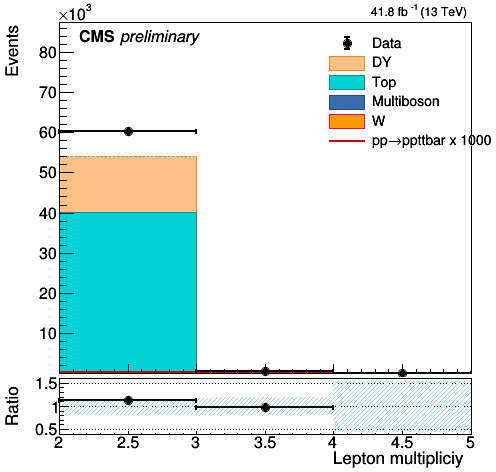 ×10³
41.8 fb⁻¹ (13 TeV)
Events
CMS preliminary
Data
DY
Top
Multiboson
W
pp→ppttbar x 1000
80
70
60
50
40
30
20
10
Ratio
1.5
1
0.5
2 2.5 3 3.5 4 4.5 5
Lepton multipliciy